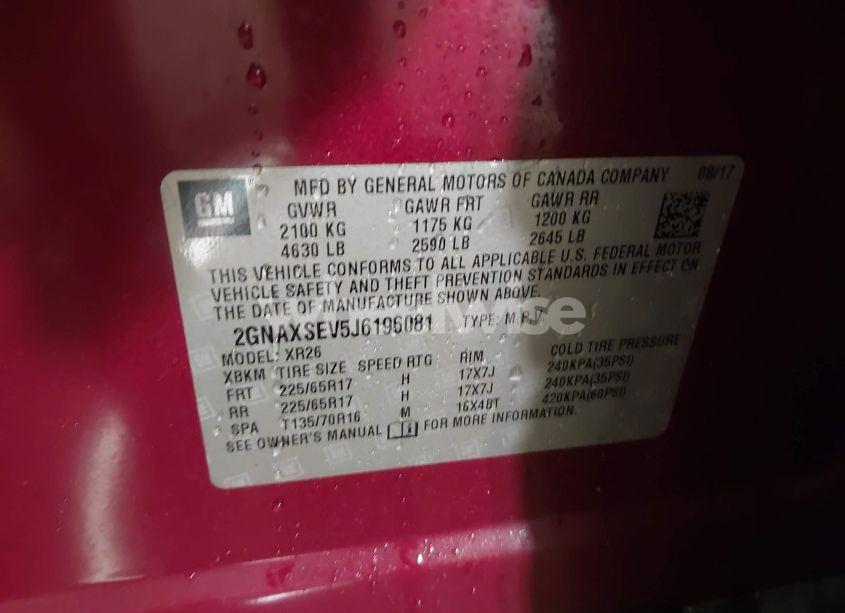 GM
MFD BY GENERAL MOTORS OF CANADA COMPANY 08/17
GVWR GAWR FRT GAWR RR
2100 KG 1175 KG 1200 KG
4630 LB 2590 LB 2645 LB
THIS VEHICLE CONFORMS TO ALL APPLICABLE U.S. FEDERAL MOTOR
VEHICLE SAFETY AND THEFT PREVENTION STANDARDS IN EFFECT ON
THE DATE OF MANUFACTURE SHOWN ABOVE.
2GNAXSEV5J6196081 TYPE: M P V
MODEL: XR26
XBKM TIRE SIZE SPEED RTG RIM COLD TIRE PRESSURE
FRT 225/65R17 H 17X7J 240KPA(35PSI)
RR 225/65R17 H 17X7J 240KPA(35PSI)
SPA T135/70R16 M 16X4BT 420KPA(60PSI)
SEE OWNER'S MANUAL FOR MORE INFORMATION.